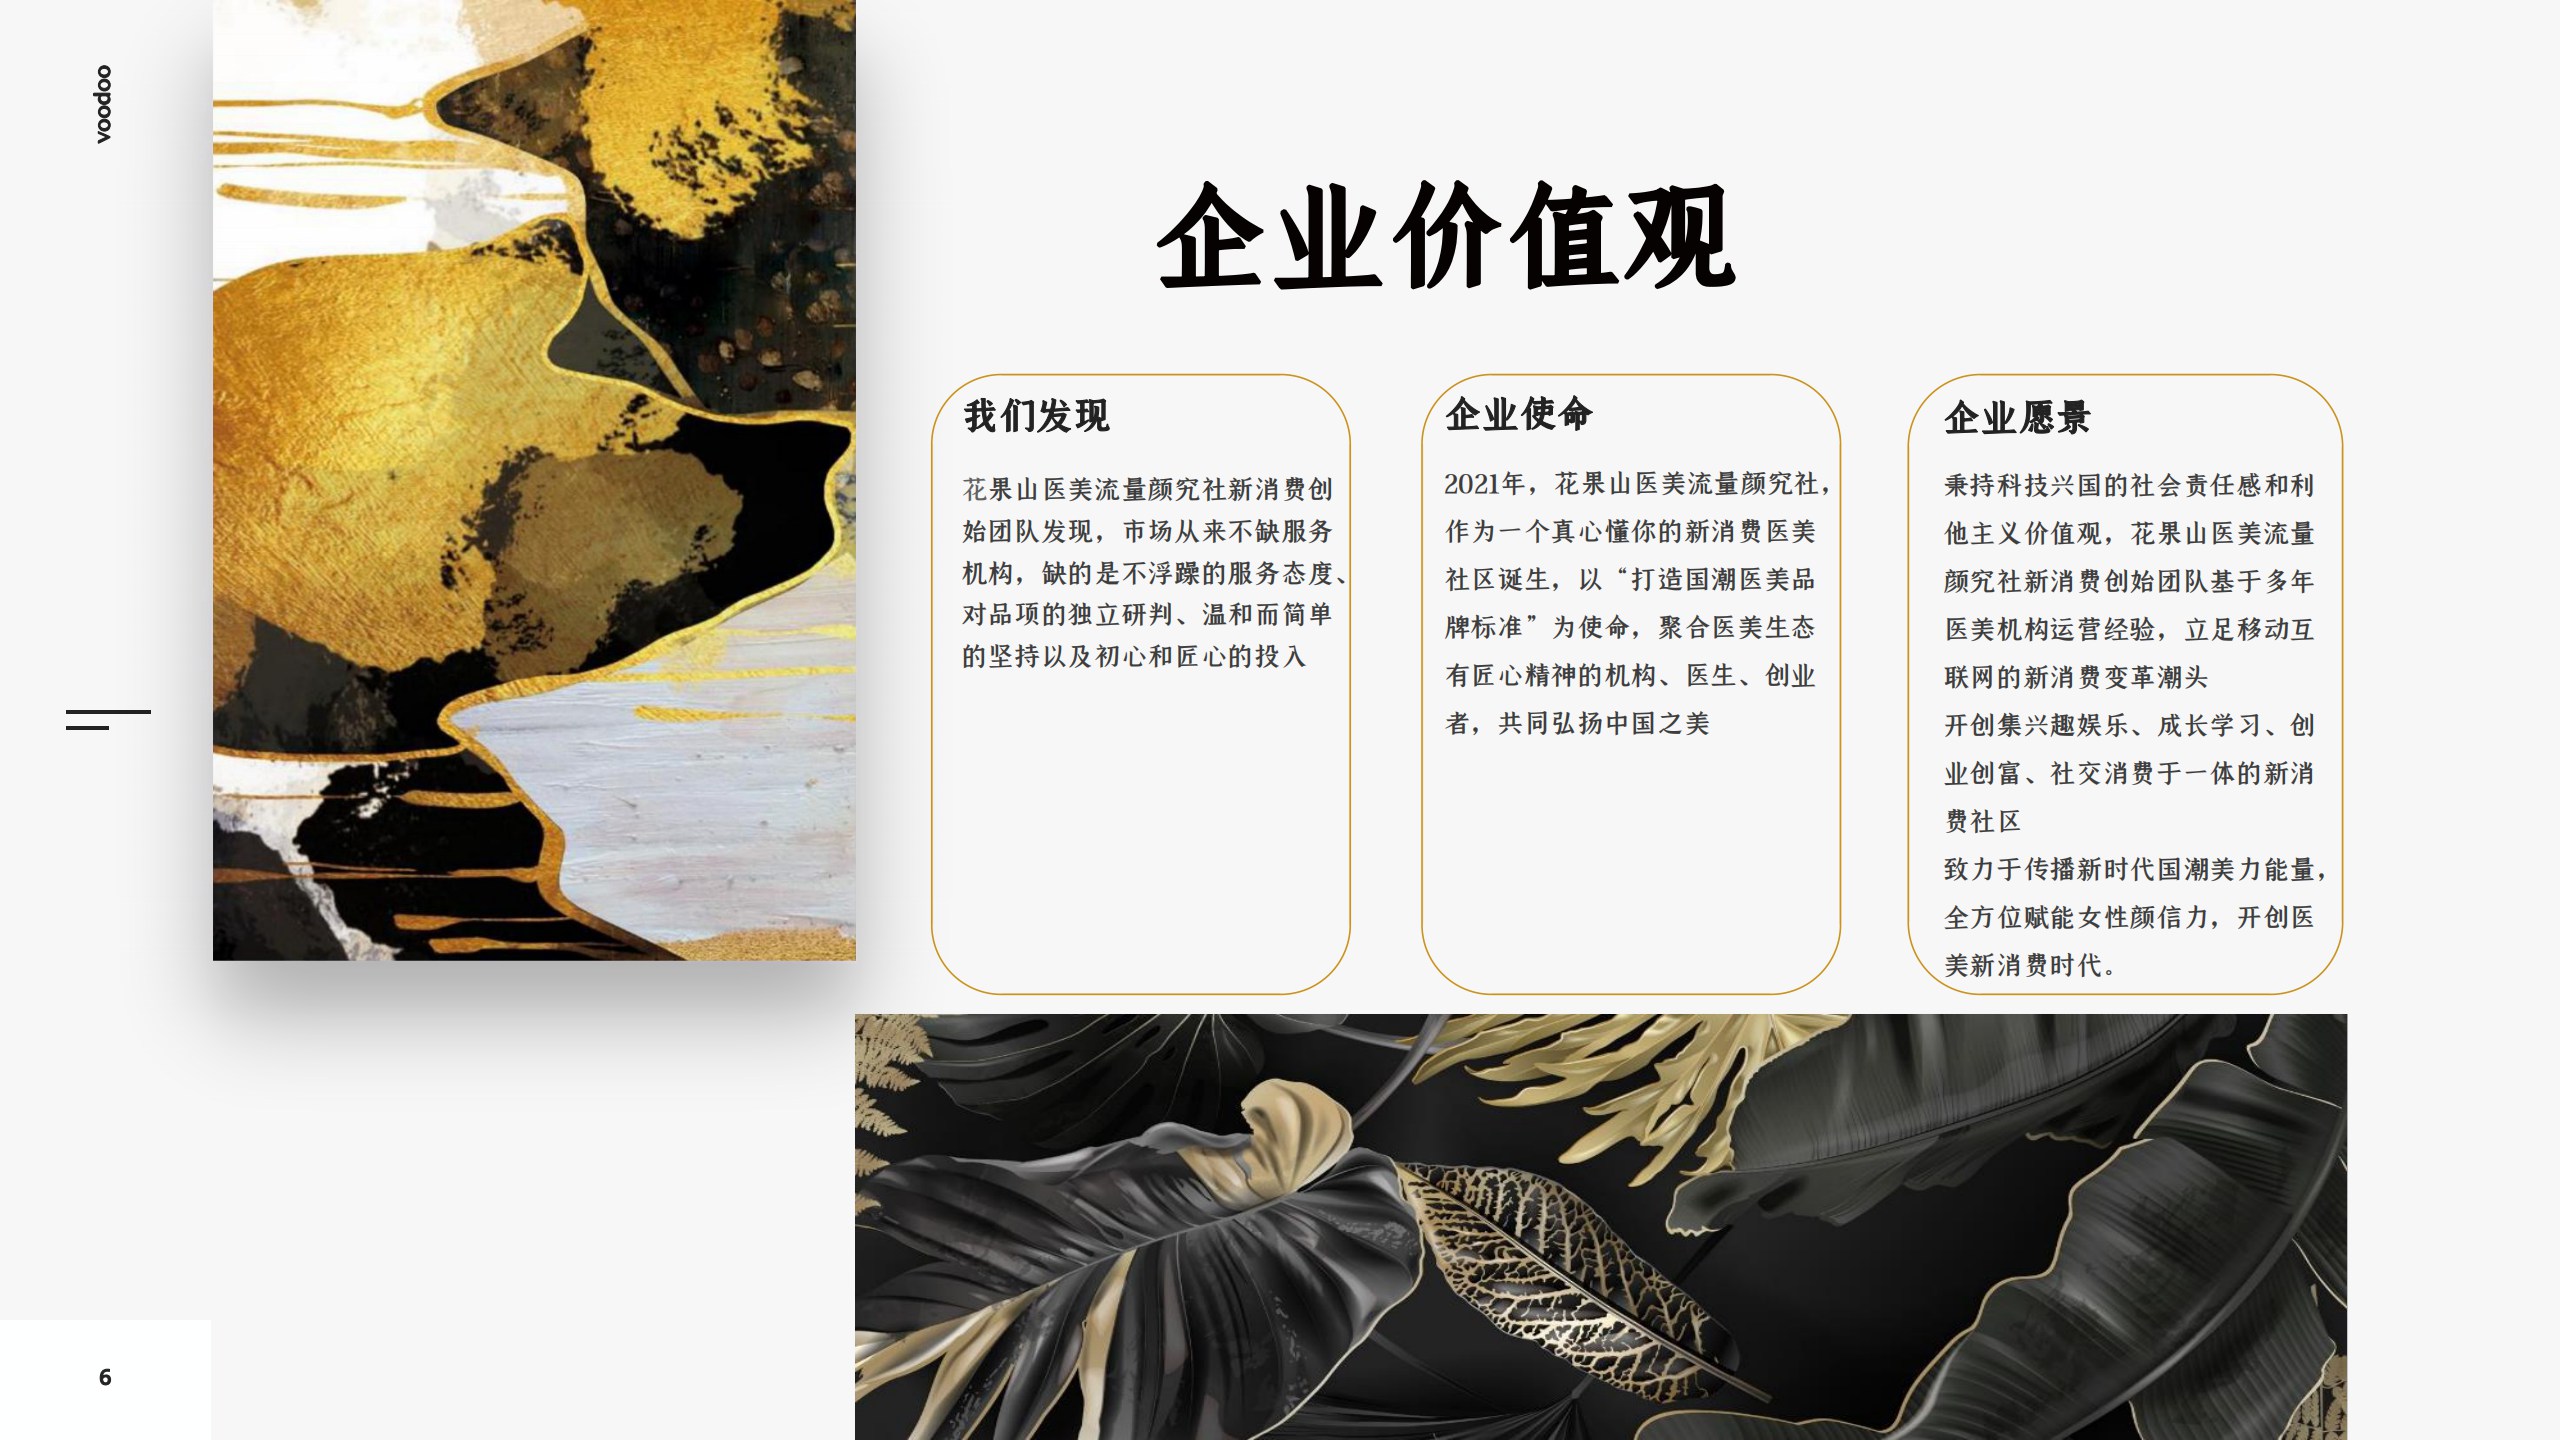 voodoo
企业价值观
我们发现
花果山医美流量颜究社新消费创
始团队发现，市场从来不缺服务
机构，缺的是不浮躁的服务态度、
对品项的独立研判、温和而简单
的坚持以及初心和匠心的投入
企业使命
2021年，花果山医美流量颜究社，
作为一个真心懂你的新消费医美
社区诞生，以“打造国潮医美品
牌标准”为使命，聚合医美生态
有匠心精神的机构、医生、创业
者，共同弘扬中国之美
企业愿景
秉持科技兴国的社会责任感和利
他主义价值观，花果山医美流量
颜究社新消费创始团队基于多年
医美机构运营经验，立足移动互
联网的新消费变革潮头
开创集兴趣娱乐、成长学习、创
业创富、社交消费于一体的新消
费社区
致力于传播新时代国潮美力能量，
全方位赋能女性颜信力，开创医
美新消费时代。
6